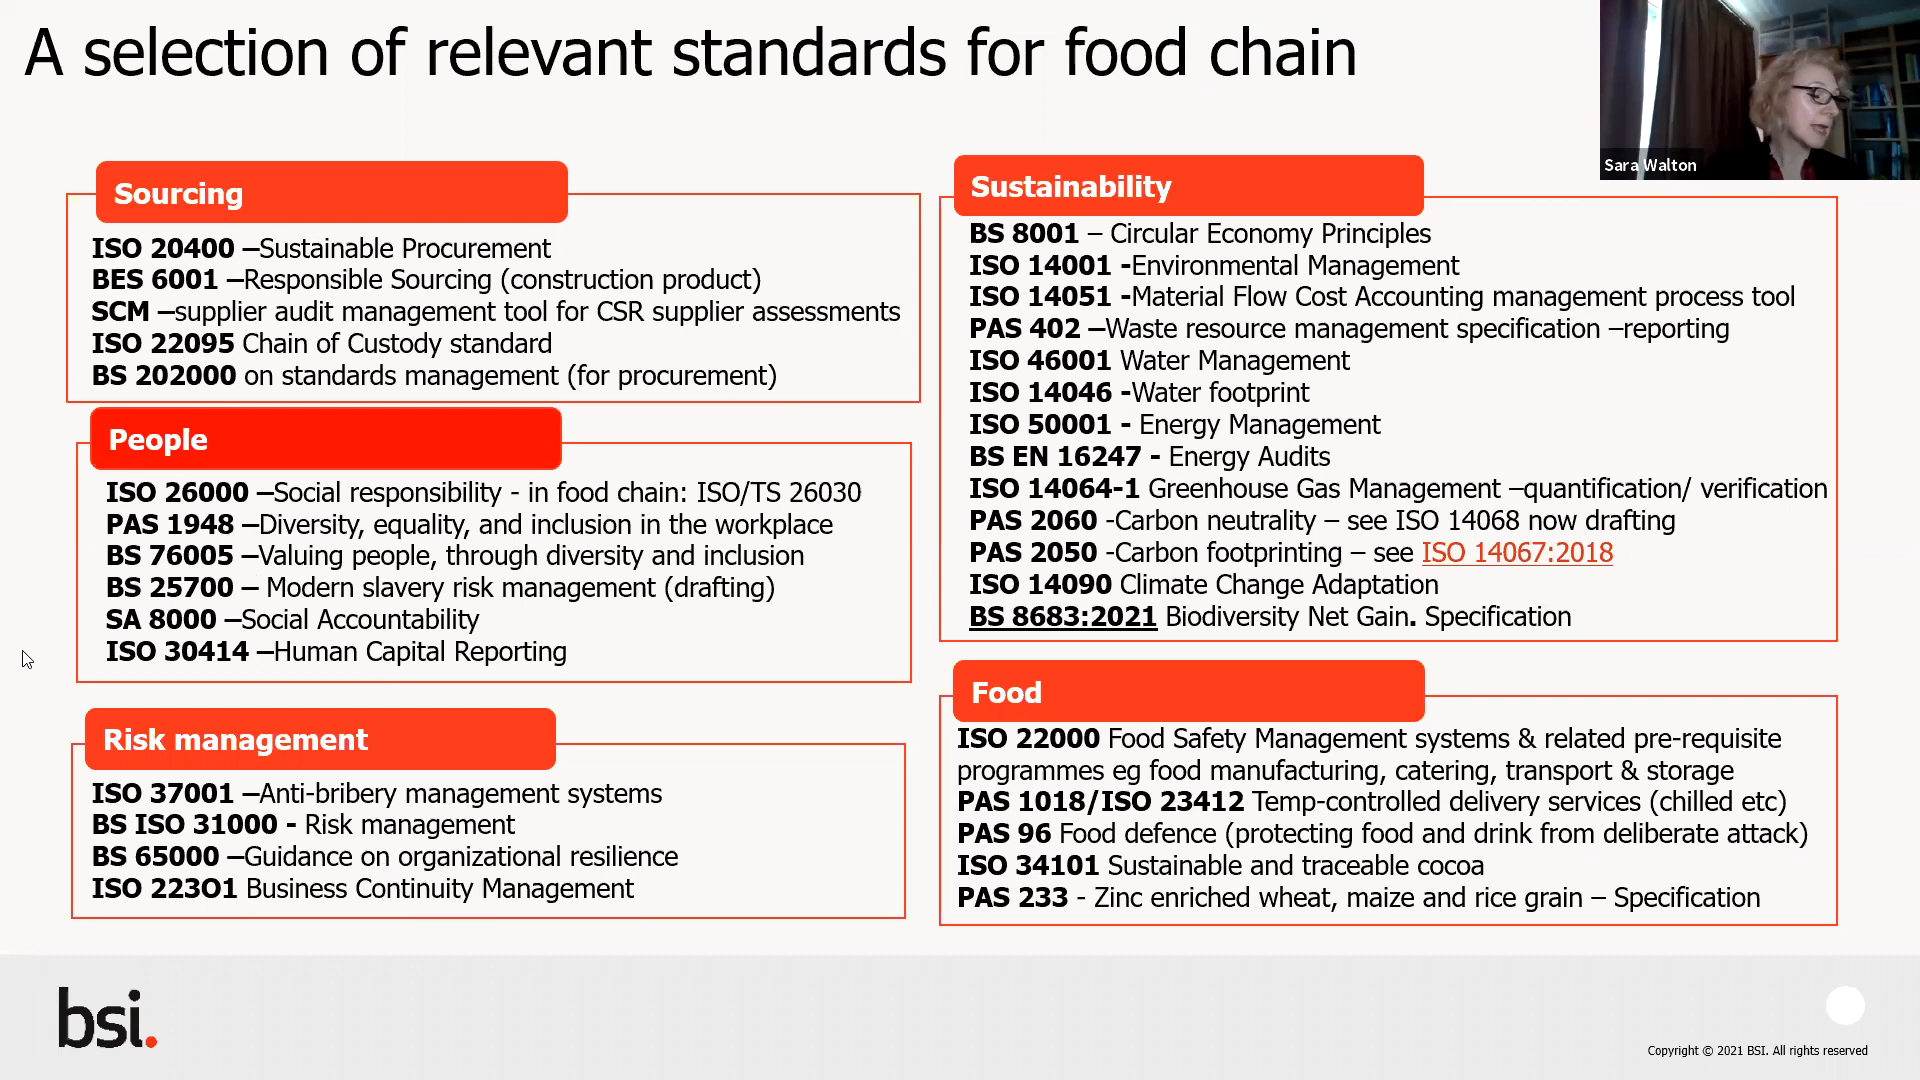 A selection of relevant standards for food chain
Sara Walton
Sourcing
ISO 20400 –Sustainable Procurement
BES 6001 –Responsible Sourcing (construction product)
SCM –supplier audit management tool for CSR supplier assessments
ISO 22095 Chain of Custody standard
BS 202000 on standards management (for procurement)
People
ISO 26000 –Social responsibility - in food chain: ISO/TS 26030
PAS 1948 –Diversity, equality, and inclusion in the workplace
BS 76005 –Valuing people, through diversity and inclusion
BS 25700 – Modern slavery risk management (drafting)
SA 8000 –Social Accountability
ISO 30414 –Human Capital Reporting
Risk management
ISO 37001 –Anti-bribery management systems
BS ISO 31000 - Risk management
BS 65000 –Guidance on organizational resilience
ISO 223O1 Business Continuity Management
Sustainability
BS 8001 – Circular Economy Principles
ISO 14001 -Environmental Management
ISO 14051 -Material Flow Cost Accounting management process tool
PAS 402 –Waste resource management specification –reporting
ISO 46001 Water Management
ISO 14046 -Water footprint
ISO 50001 - Energy Management
BS EN 16247 - Energy Audits
ISO 14064-1 Greenhouse Gas Management –quantification/ verification
PAS 2060 -Carbon neutrality – see ISO 14068 now drafting
PAS 2050 -Carbon footprinting – see ISO 14067:2018
ISO 14090 Climate Change Adaptation
BS 8683:2021 Biodiversity Net Gain. Specification
Food
ISO 22000 Food Safety Management systems & related pre-requisite
programmes eg food manufacturing, catering, transport & storage
PAS 1018/ISO 23412 Temp-controlled delivery services (chilled etc)
PAS 96 Food defence (protecting food and drink from deliberate attack)
ISO 34101 Sustainable and traceable cocoa
PAS 233 - Zinc enriched wheat, maize and rice grain – Specification
bsi.
Copyright © 2021 BSI. All rights reserved